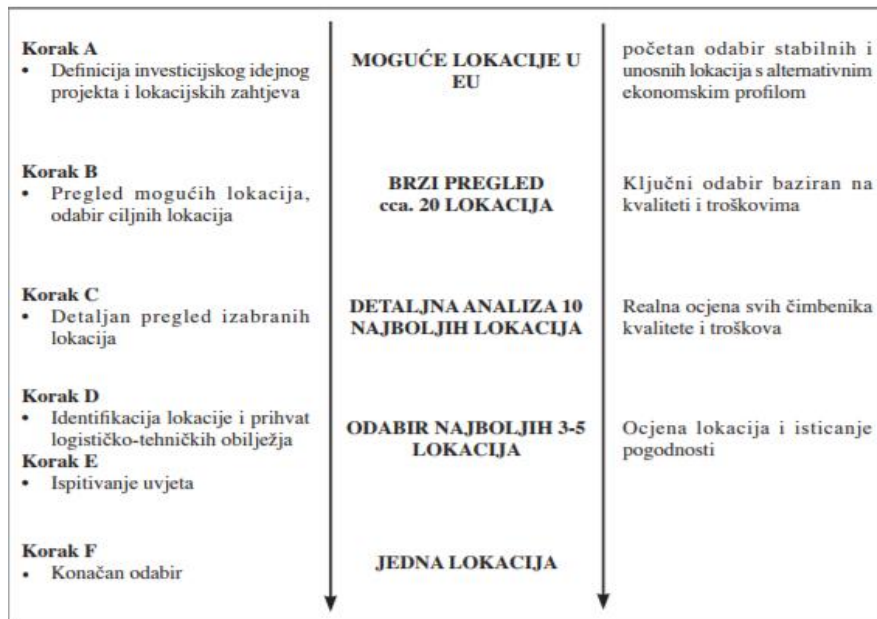 Korak A
• Definicija investicijskog idejnog
projekta i lokacijskih zahtjeva
MOGUĆE LOKACIJE U
EU
početan odabir stabilnih i
unosnih lokacija s alternativnim
ekonomskim profilom
Korak B
• Pregled mogućih lokacija,
odabir ciljnih lokacija
BRZI PREGLED
cca. 20 LOKACIJA
Ključni odabir baziran na
kvaliteti i troškovima
Korak C
• Detaljan pregled izabranih
lokacija
DETALJNA ANALIZA 10
NAJBOLJIH LOKACIJA
Realna ocjena svih čimbenika
kvalitete i troškova
Korak D
• Identifikacija lokacije i prihvat
logističko-tehničkih obilježja
Korak E
• Ispitivanje uvjeta
ODABIR NAJBOLJIH 3-5
LOKACIJA
Ocjena lokacija i isticanje
pogodnosti
Korak F
• Konačan odabir
JEDNA LOKACIJA